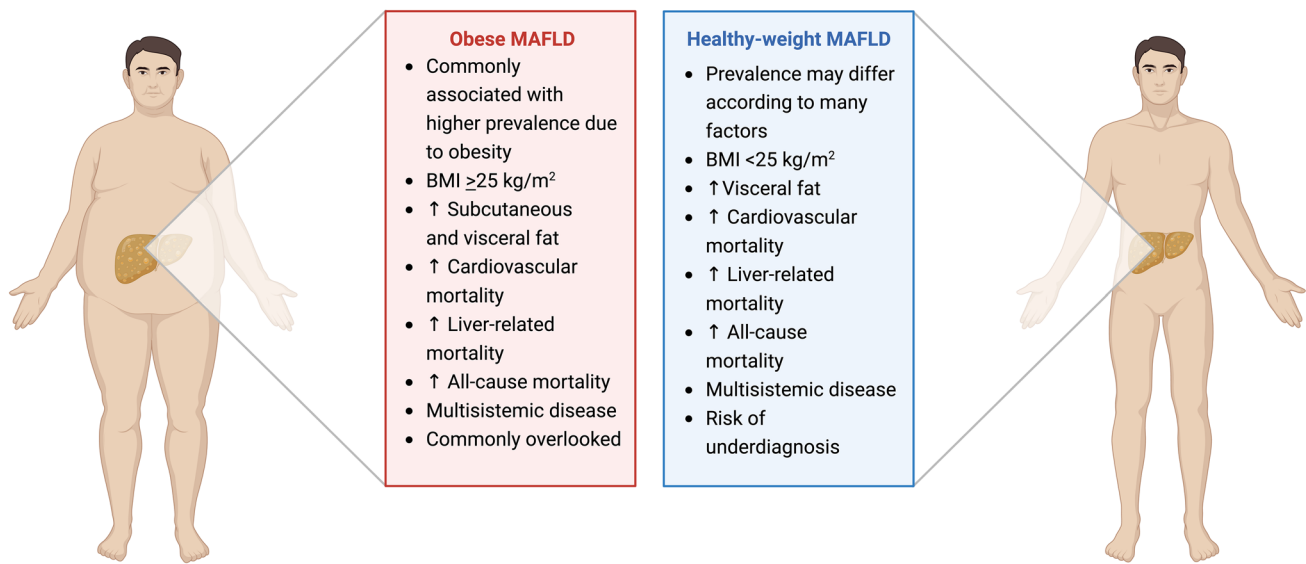 Obese MAFLD
• Commonly
associated with
higher prevalence due
to obesity
• BMI ≥25 kg/m²
• ↑ Subcutaneous
and visceral fat
• ↑ Cardiovascular
mortality
• ↑ Liver-related
mortality
• ↑ All-cause mortality
• Multisistemic disease
• Commonly overlooked
Healthy-weight MAFLD
• Prevalence may differ
according to many
factors
• BMI <25 kg/m²
• ↑Visceral fat
• ↑ Cardiovascular
mortality
• ↑ Liver-related
mortality
• ↑ All-cause
mortality
• Multisistemic disease
• Risk of
underdiagnosis